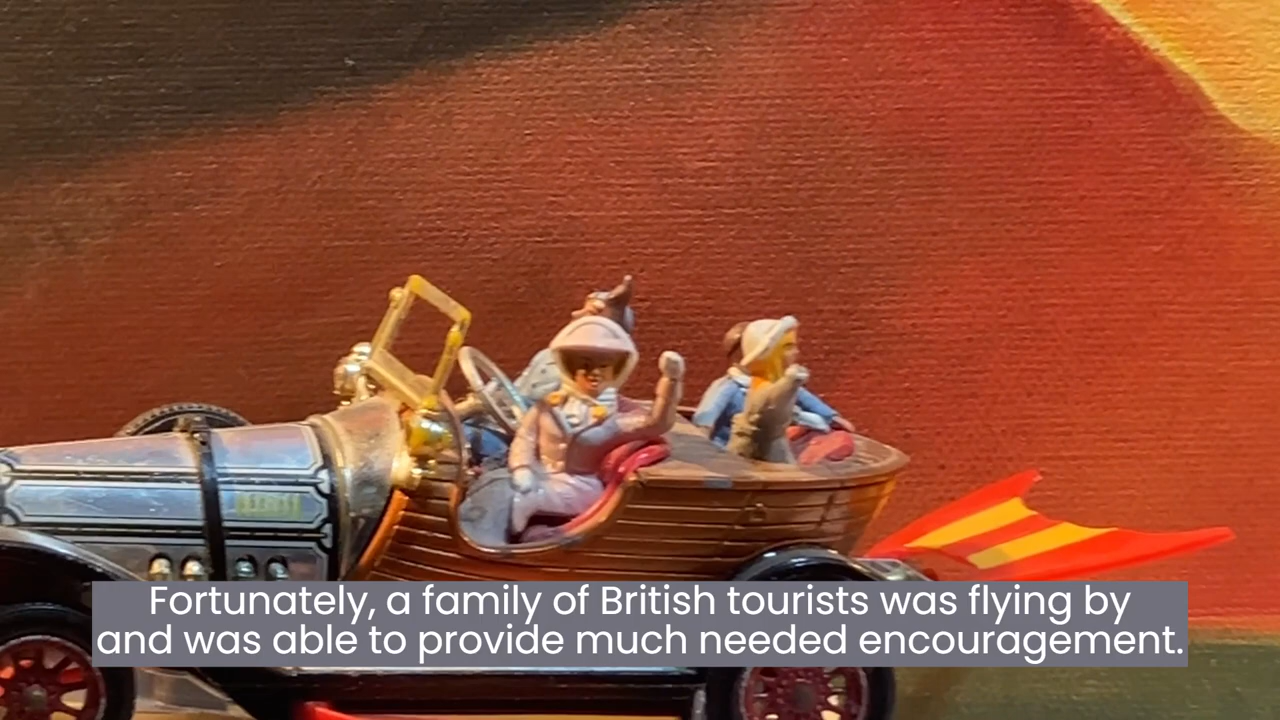 Fortunately, a family of British tourists was flying by
and was able to provide much needed encouragement.